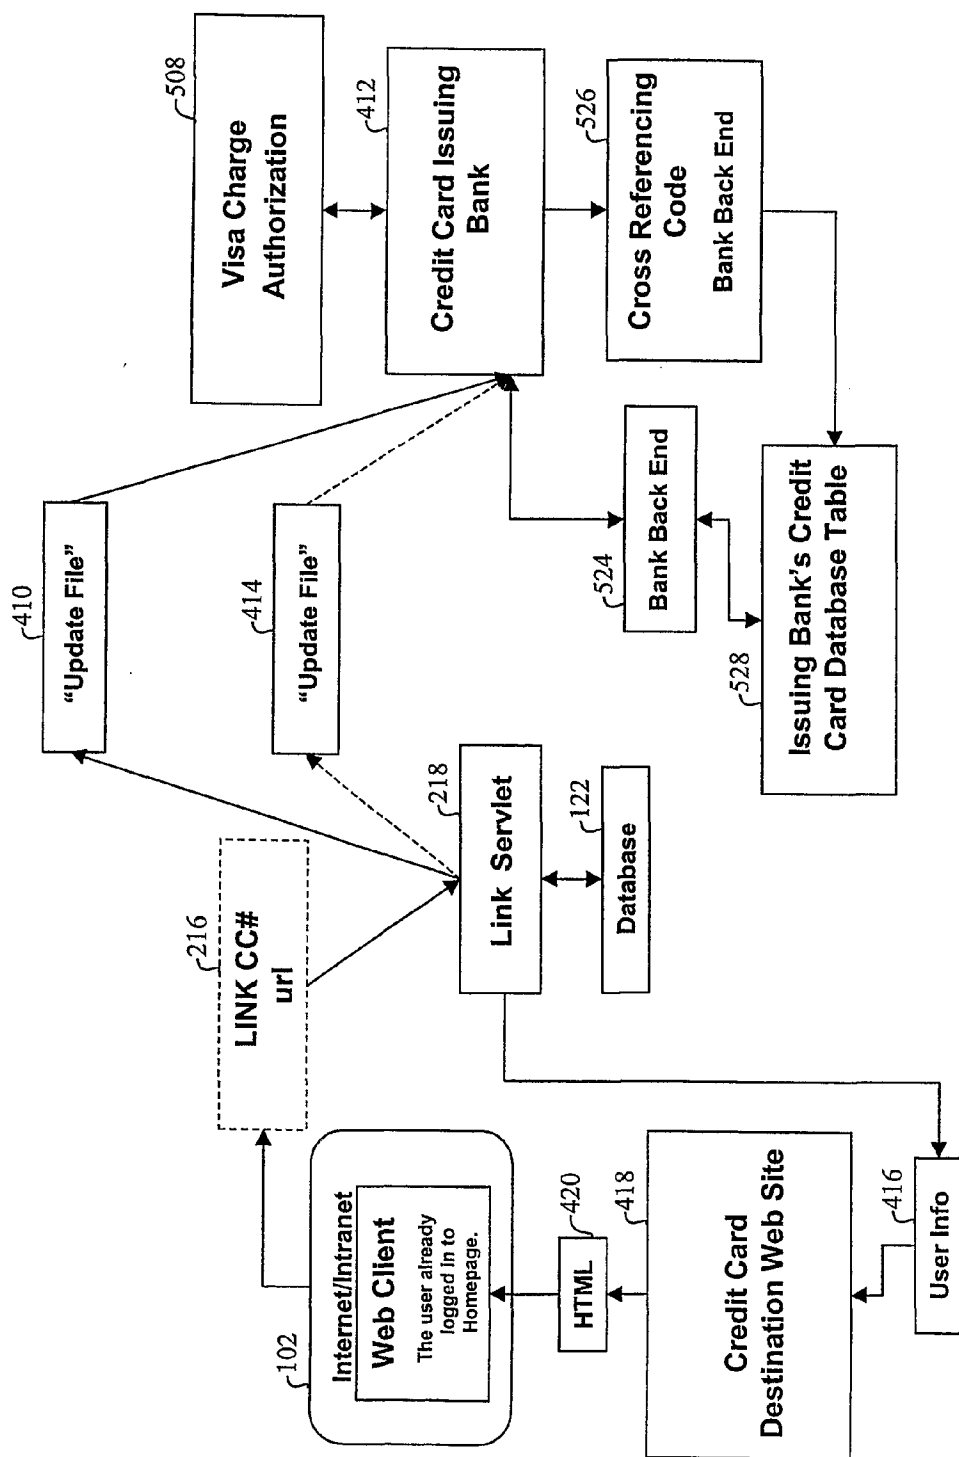 102
Internet/Intranet
Web Client
The user already
logged in to
Homepage.
420
HTML
418
Credit Card
Destination Web Site
416
User Info
216
LINK CC#
url
218
Link Servlet
122
Database
410
“Update File”
414
“Update File”
524
Bank Back End
528
Issuing Bank's Credit
Card Database Table
508
Visa Charge
Authorization
412
Credit Card Issuing
Bank
526
Cross Referencing
Code
Bank Back End